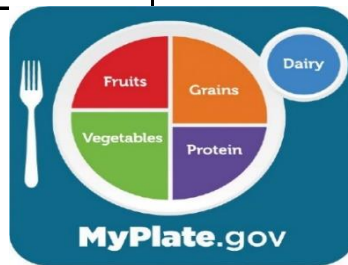 Dairy
Fruits
Grains
Vegetables
Protein
MyPlate.gov